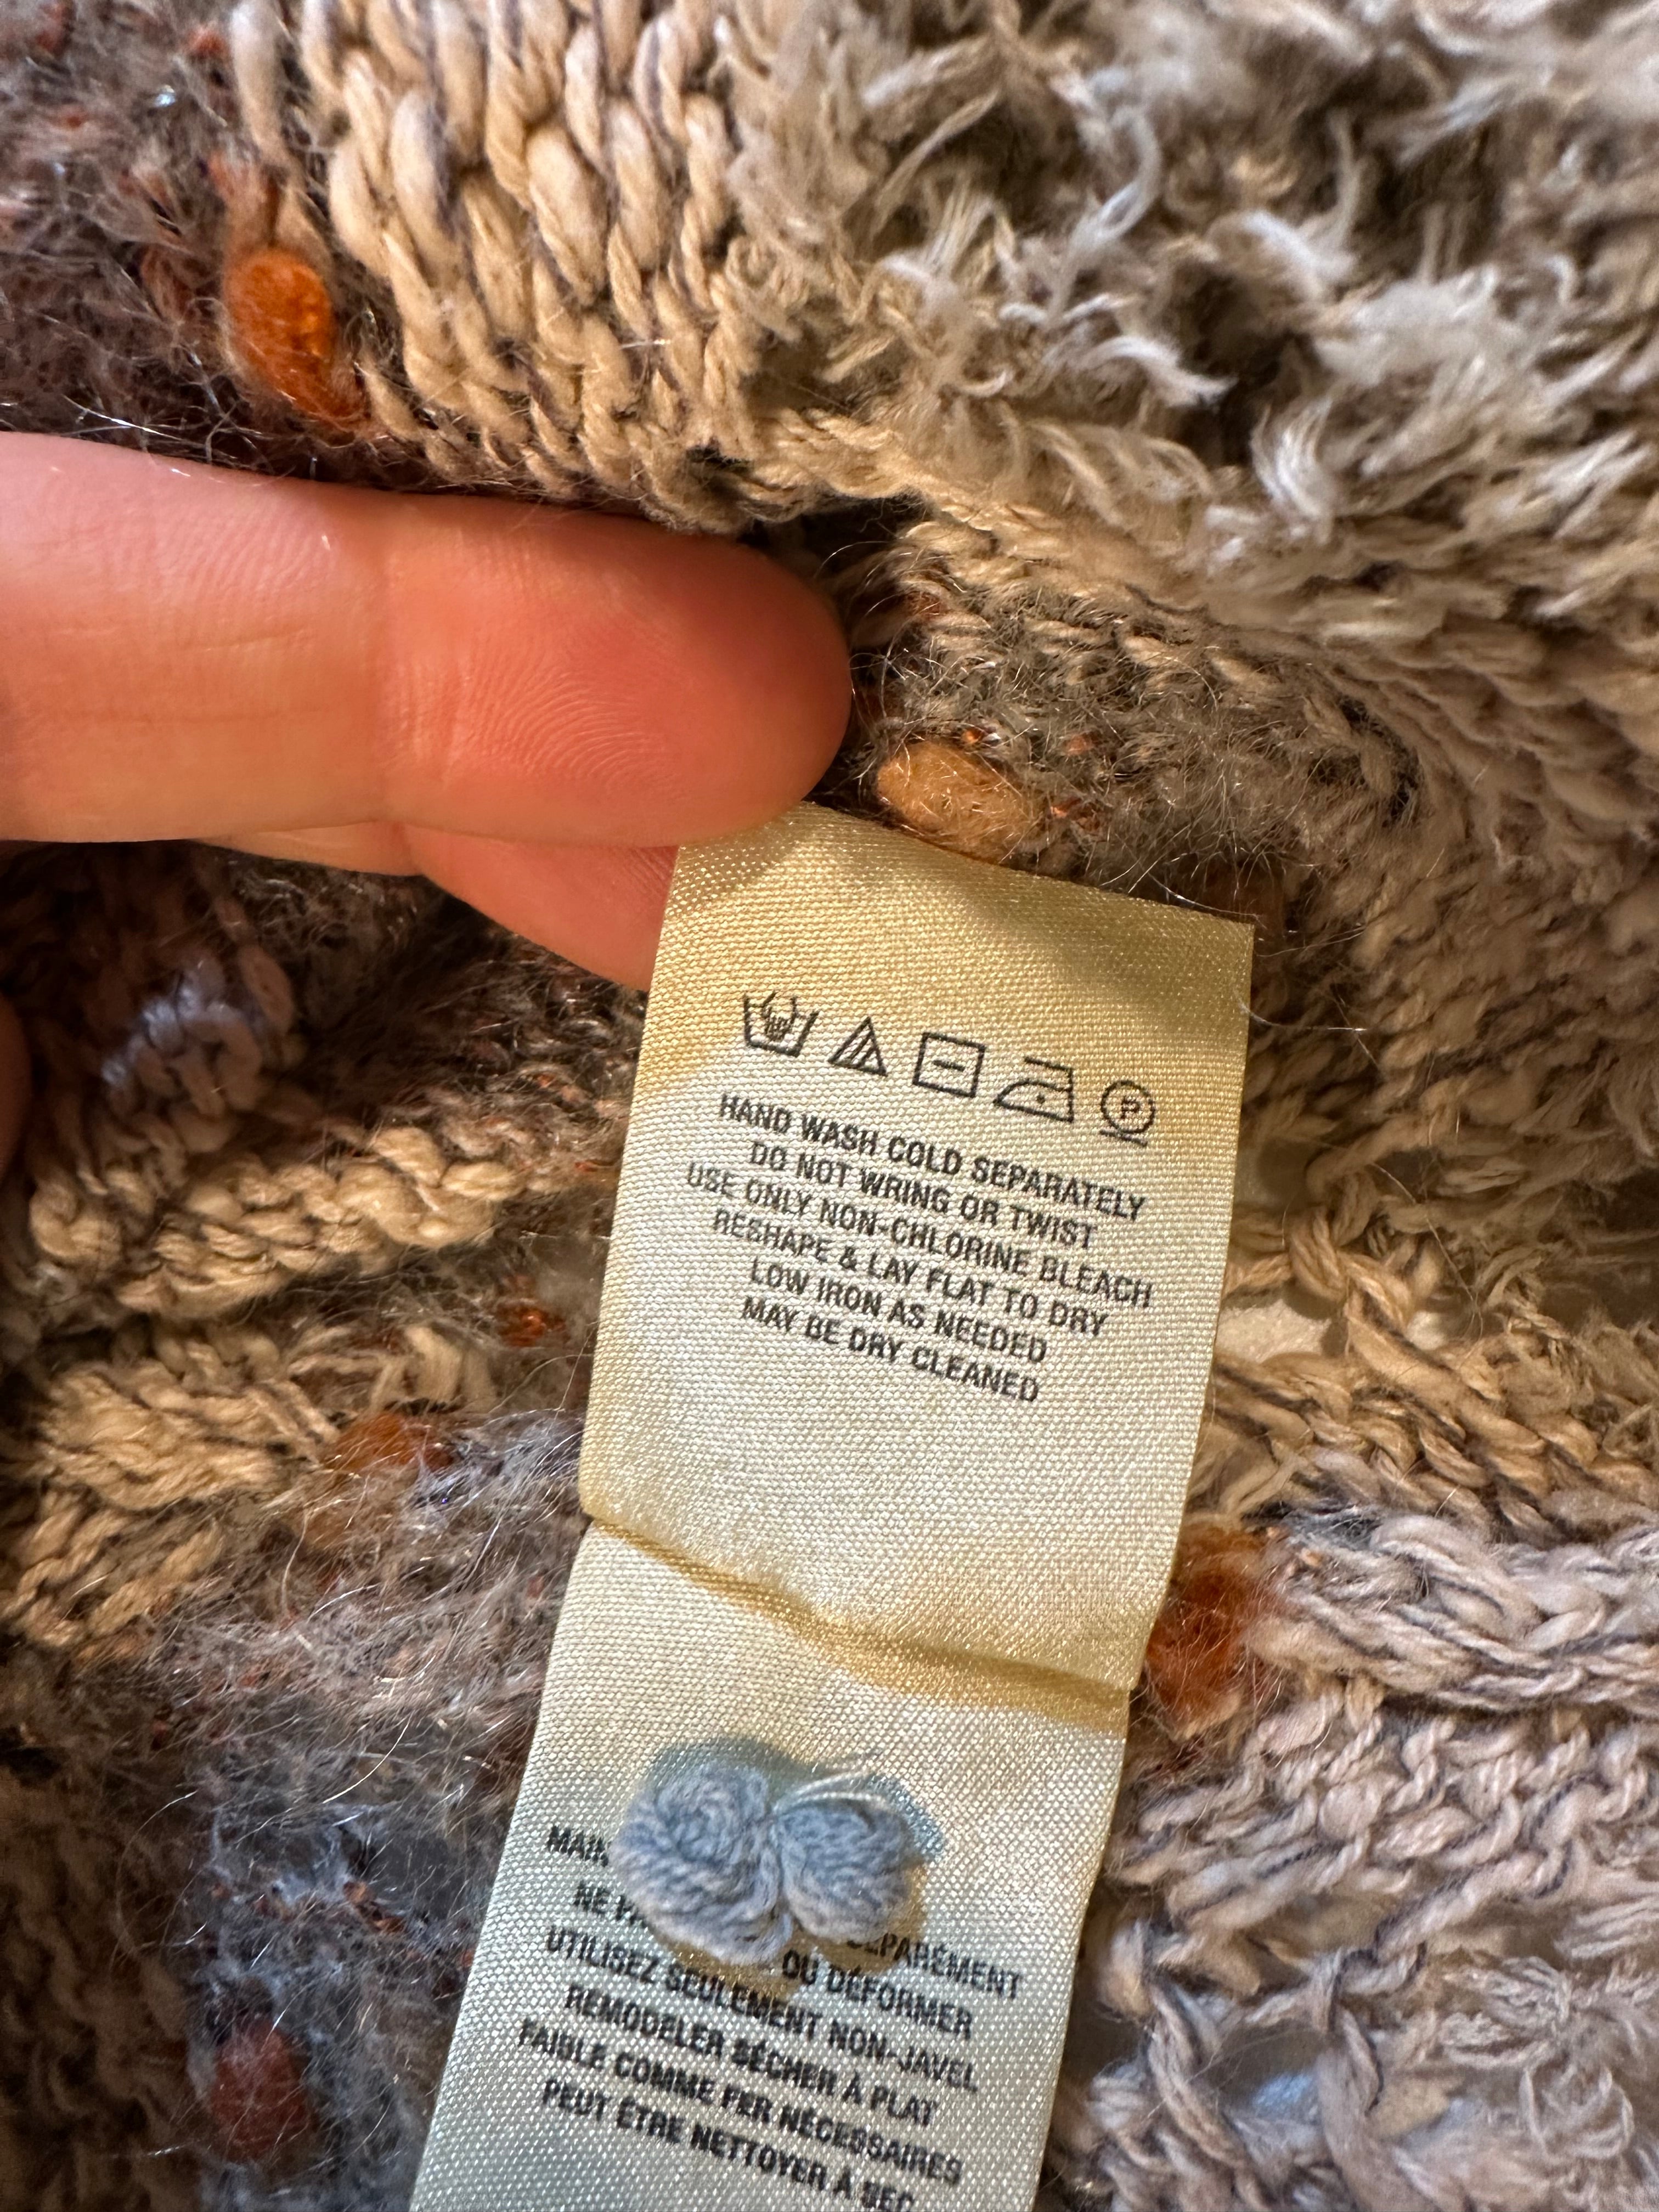 P
HAND WASH COLD SEPARATELY
DO NOT WRING OR TWIST
USE ONLY NON-CHLORINE BLEACH
RESHAPE & LAY FLAT TO DRY
LOW IRON AS NEEDED
MAY BE DRY CLEANED
MAIN
NE OU DÉFORMER
UTILISEZ SEULEMENT NON-JAVEL
REMODELER SÉCHER À PLAT
FAIBLE COMME FER NÉCESSAIRES
PEUT ÊTRE NETTOYER À SEC